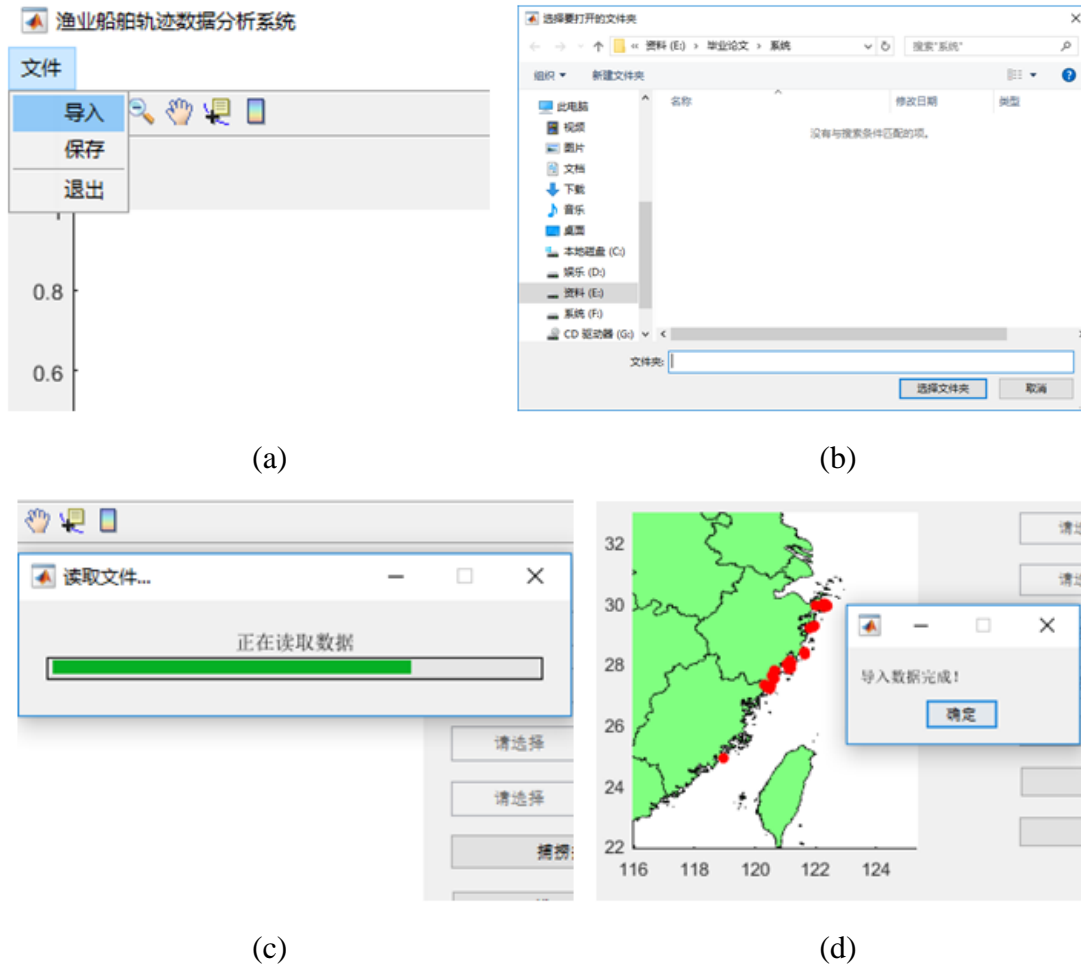 渔业船舶轨迹数据分析系统
文件
导入
保存
退出
1
0.8
0.6
(a)
选择要打开的文件夹
« 资料 (E:) › 毕业论文 › 系统
搜索"系统"
组织
新建文件夹
名称
修改日期
类型
没有与搜索条件匹配的项。
此电脑
视频
图片
文档
下载
音乐
桌面
本地磁盘 (C:)
娱乐 (D:)
资料 (E:)
系统 (F:)
CD 驱动器 (G:)
文件夹:
选择文件夹
取消
(b)
读取文件...
正在读取数据
请选择
请选择
捕捞
(c)
32
30
28
26
24
22
116 118 120 122 124
请
请
导入数据完成!
确定
(d)